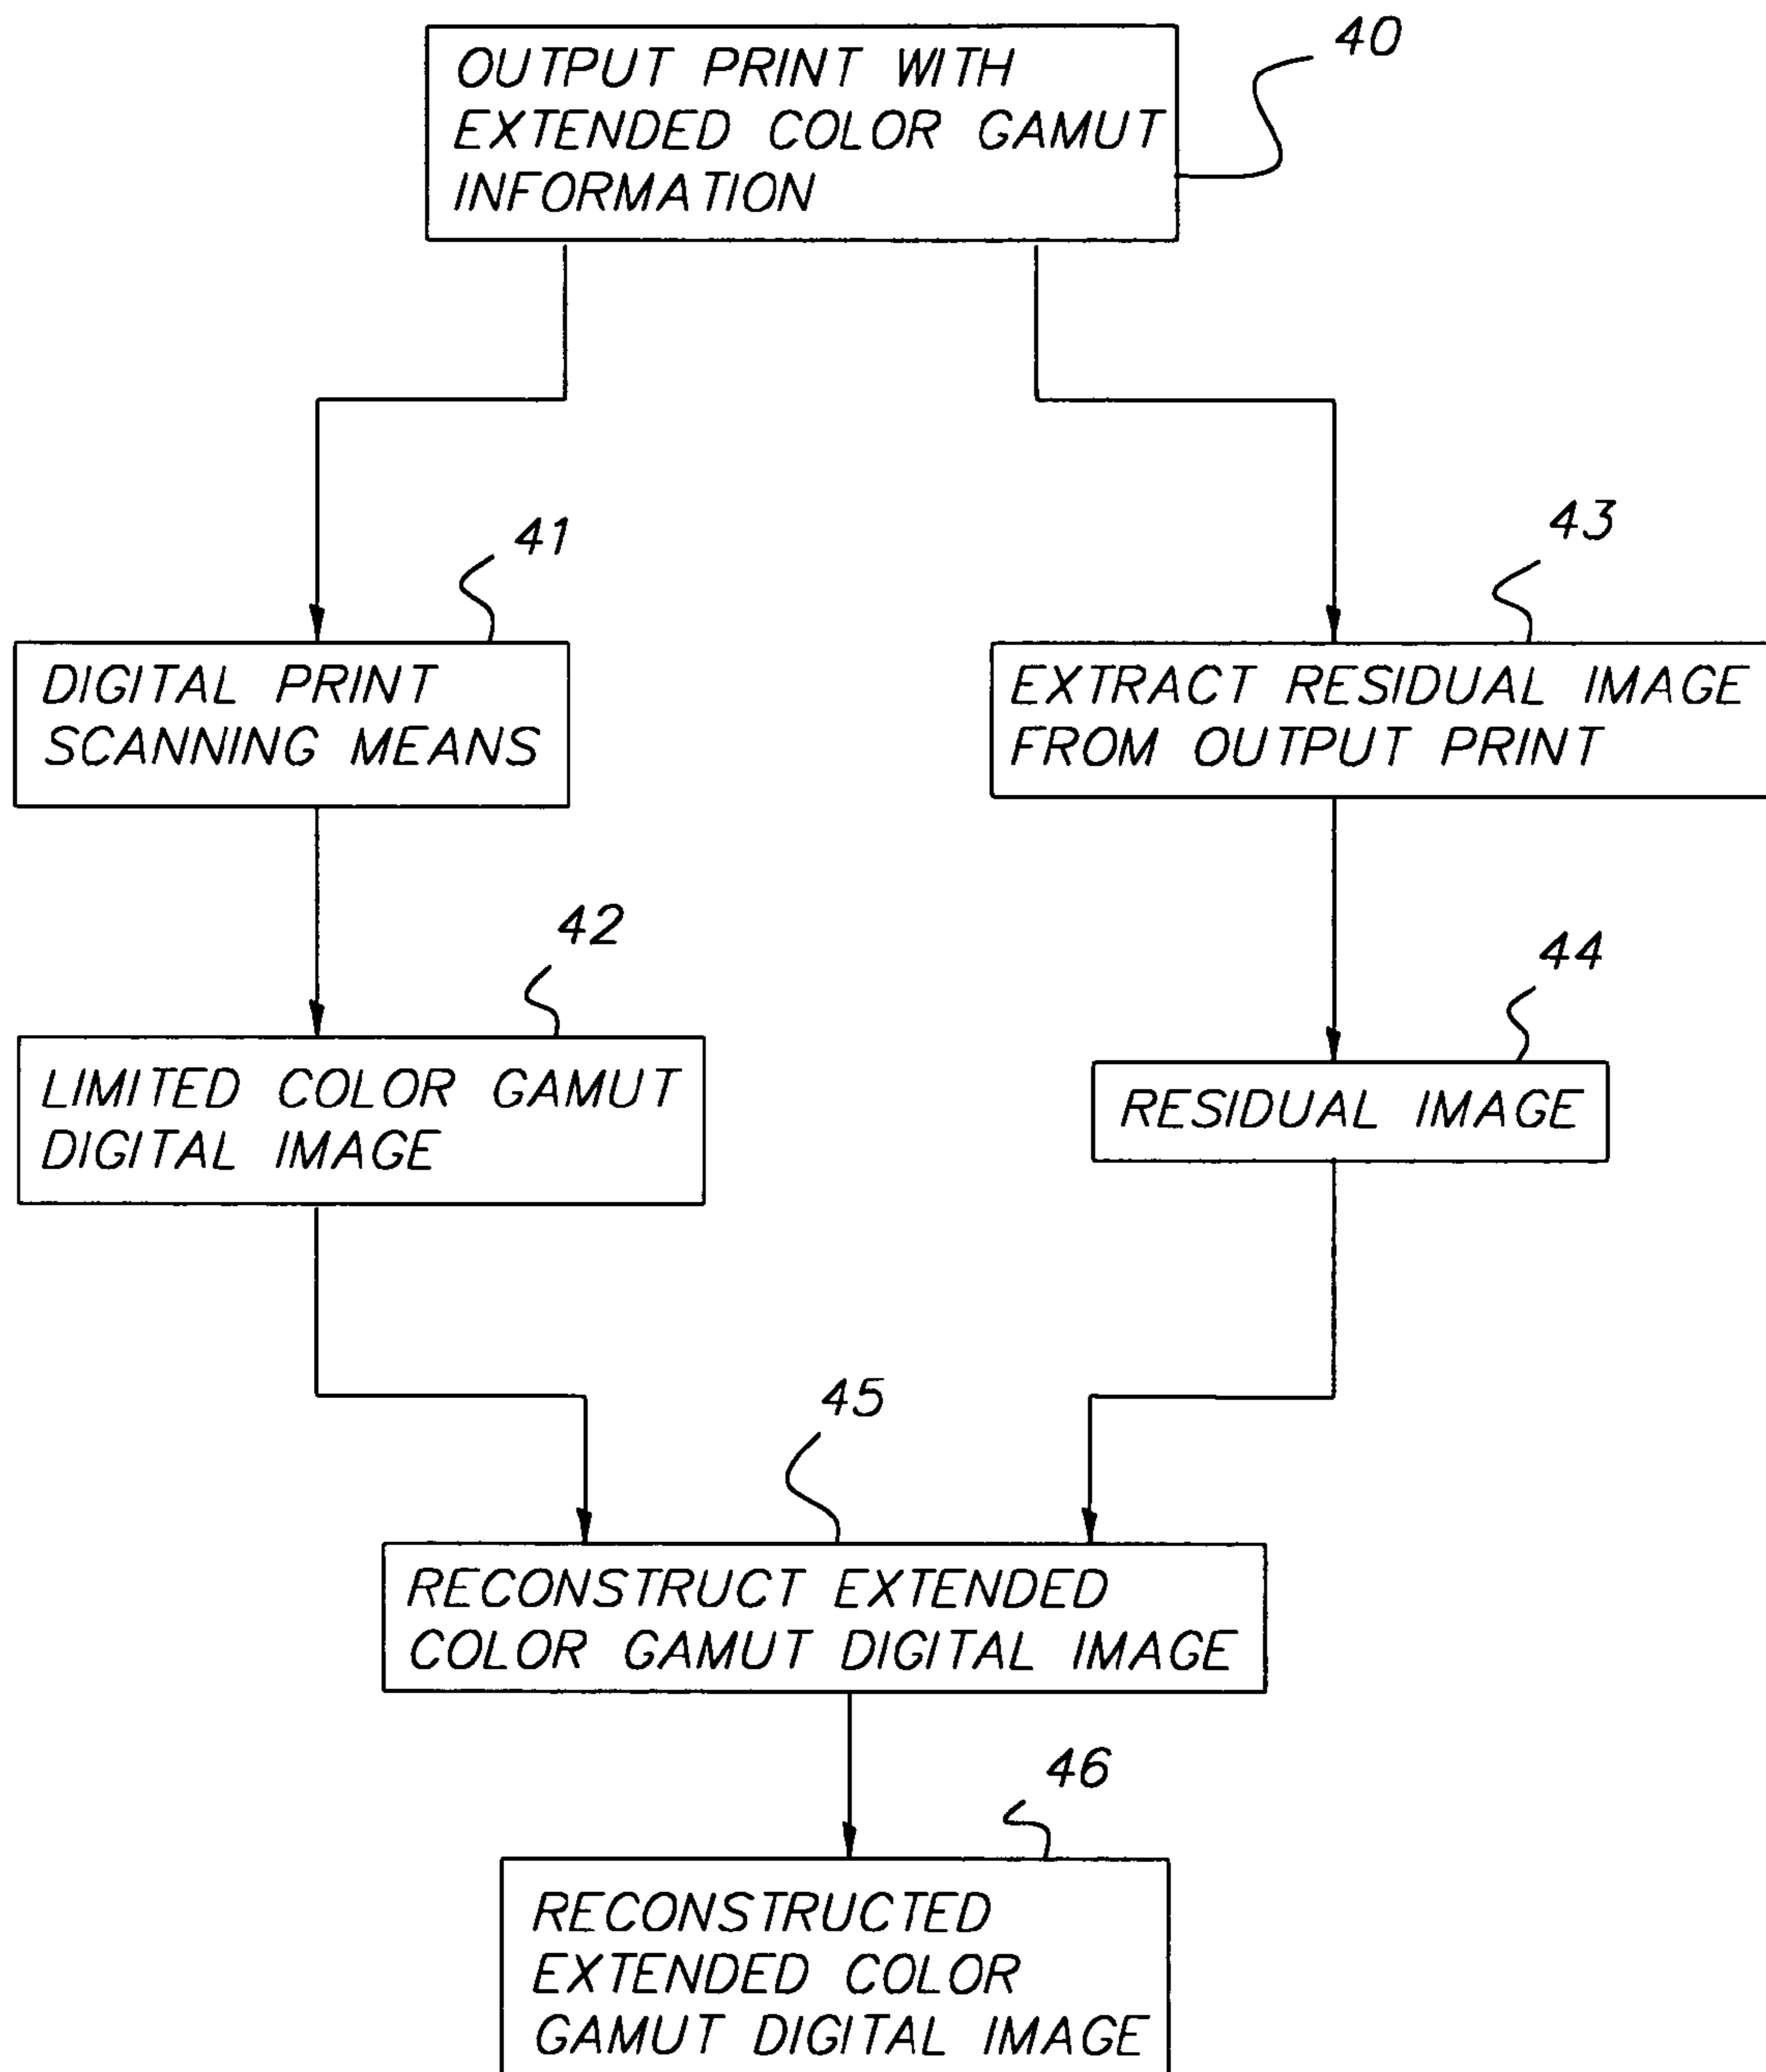 40
OUTPUT PRINT WITH
EXTENDED COLOR GAMUT
INFORMATION
41
DIGITAL PRINT
SCANNING MEANS
43
EXTRACT RESIDUAL IMAGE
FROM OUTPUT PRINT
42
LIMITED COLOR GAMUT
DIGITAL IMAGE
44
RESIDUAL IMAGE
45
RECONSTRUCT EXTENDED
COLOR GAMUT DIGITAL IMAGE
46
RECONSTRUCTED
EXTENDED COLOR
GAMUT DIGITAL IMAGE